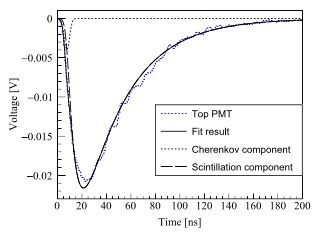 0
−0.005
−0.01
−0.015
−0.02
Voltage [V]
Top PMT
Fit result
Cherenkov component
Scintillation component
0 20 40 60 80 100 120 140 160 180 200
Time [ns]